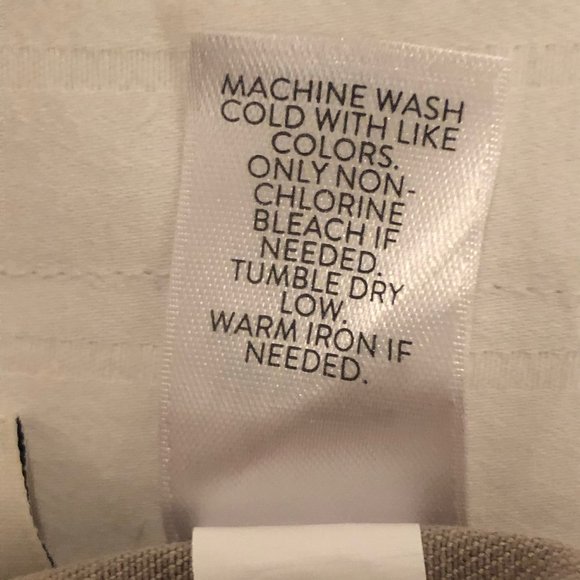 MACHINE WASH
COLD WITH LIKE
COLORS.
ONLY NON-
CHLORINE
BLEACH IF
NEEDED.
TUMBLE DRY
LOW.
WARM IRON IF
NEEDED.